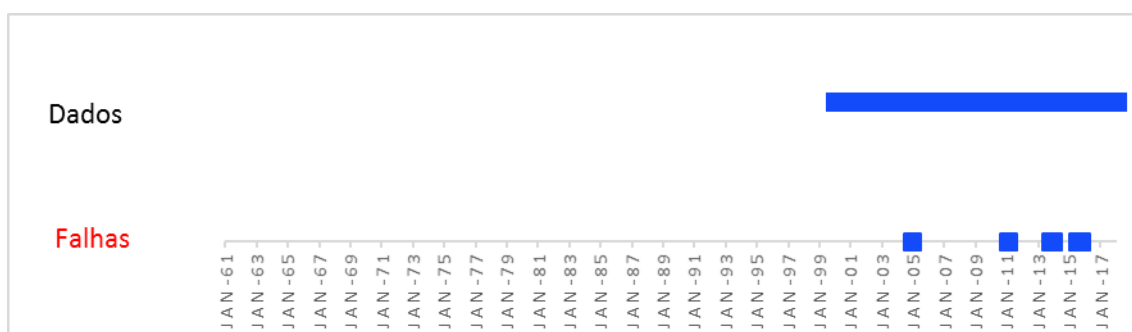 Dados
Falhas
JAN-61
JAN-63
JAN-65
JAN-67
JAN-69
JAN-71
JAN-73
JAN-75
JAN-77
JAN-79
JAN-81
JAN-83
JAN-85
JAN-87
JAN-89
JAN-91
JAN-93
JAN-95
JAN-97
JAN-99
JAN-01
JAN-03
JAN-05
JAN-07
JAN-09
JAN-11
JAN-13
JAN-15
JAN-17